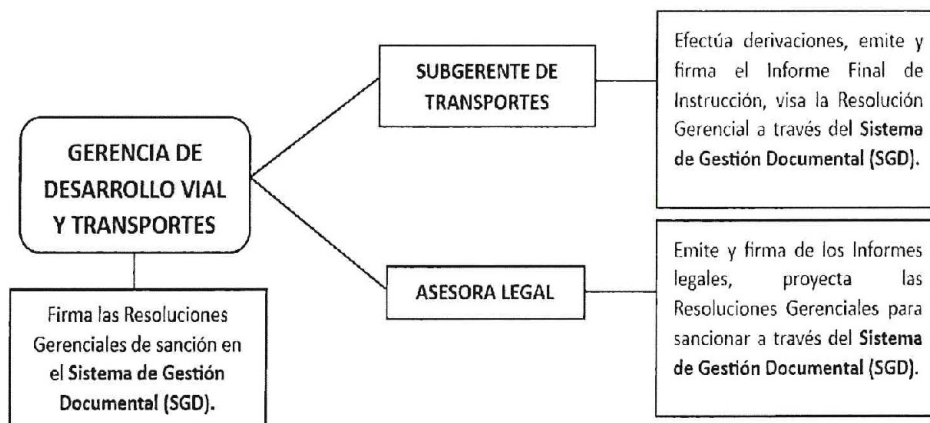 GERENCIA DE
DESARROLLO VIAL
Y TRANSPORTES
Firma las Resoluciones
Gerenciales de sanción en
el Sistema de Gestión
Documental (SGD).
SUBGERENTE DE
TRANSPORTES
Efectúa derivaciones, emite y
firma el Informe Final de
Instrucción, visa la Resolución
Gerencial a través del Sistema
de Gestión Documental (SGD).
ASESORA LEGAL
Emite y firma de los Informes
legales, proyecta las
Resoluciones Gerenciales para
sancionar a través del Sistema
de Gestión Documental (SGD).